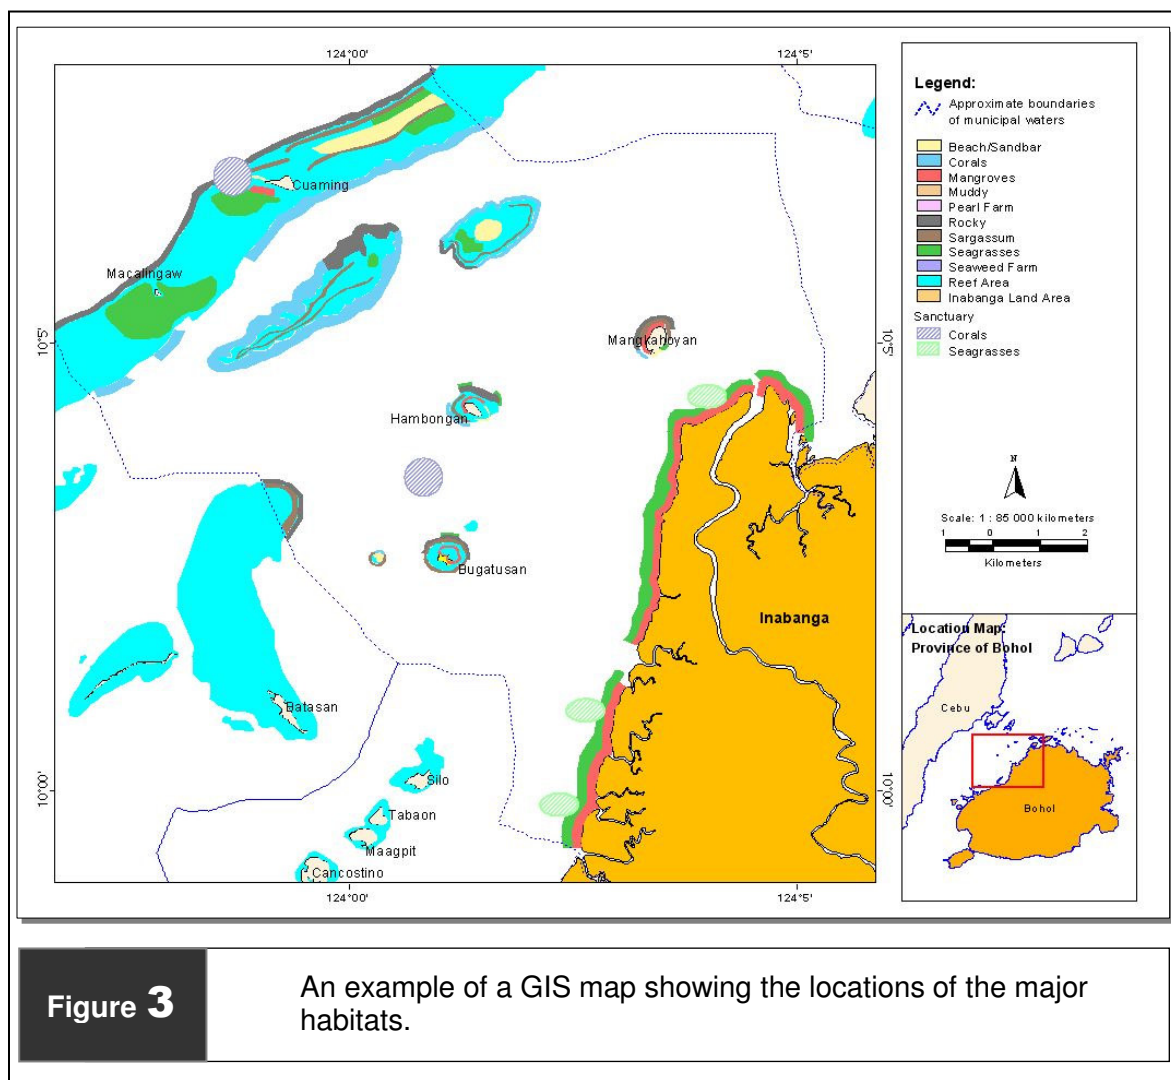 124°00'
124°5'
Cuaming
Macalingaw
10°5'
Mangkahoyan
10°5'
Hambongan
Bugatusan
Inabanga
Batasan
10°00'
Silo
10°00'
Tabaon
Maagpit
Cancostino
124°00'
124°5'
Legend:
Approximate boundaries
of municipal waters
Beach/Sandbar
Corals
Mangroves
Muddy
Pearl Farm
Rocky
Sargassum
Seagrasses
Seaweed Farm
Reef Area
Inabanga Land Area
Sanctuary
Corals
Seagrasses
N
Scale: 1 : 85 000 kilometers
1 0 1 2
Kilometers
Location Map:
Province of Bohol
Cebu
Bohol
Figure 3
An example of a GIS map showing the locations of the major
habitats.